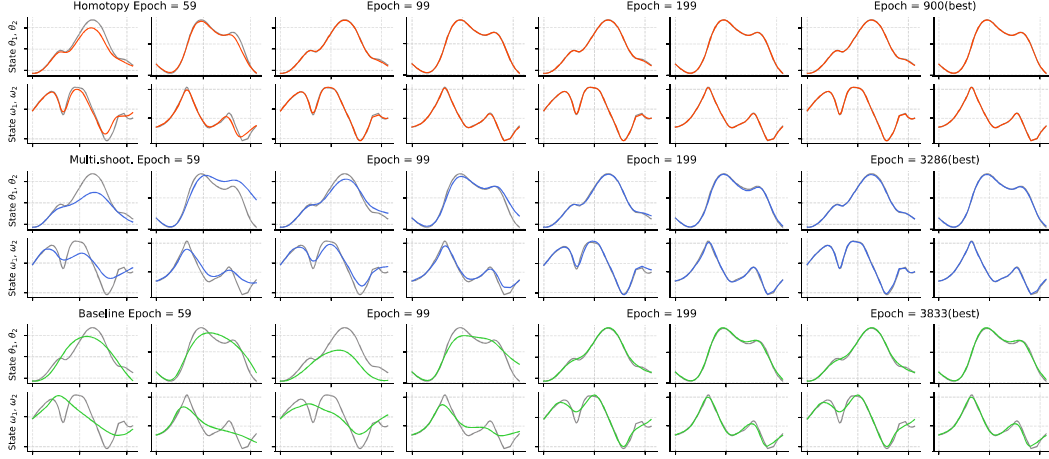 Homotopy Epoch = 59
Epoch = 99
Epoch = 199
Epoch = 900(best)
State θ₁, θ₂
State ω₁, ω₂
Multi.shoot. Epoch = 59
Epoch = 99
Epoch = 199
Epoch = 3286(best)
State θ₁, θ₂
State ω₁, ω₂
Baseline Epoch = 59
Epoch = 99
Epoch = 199
Epoch = 3833(best)
State θ₁, θ₂
State ω₁, ω₂